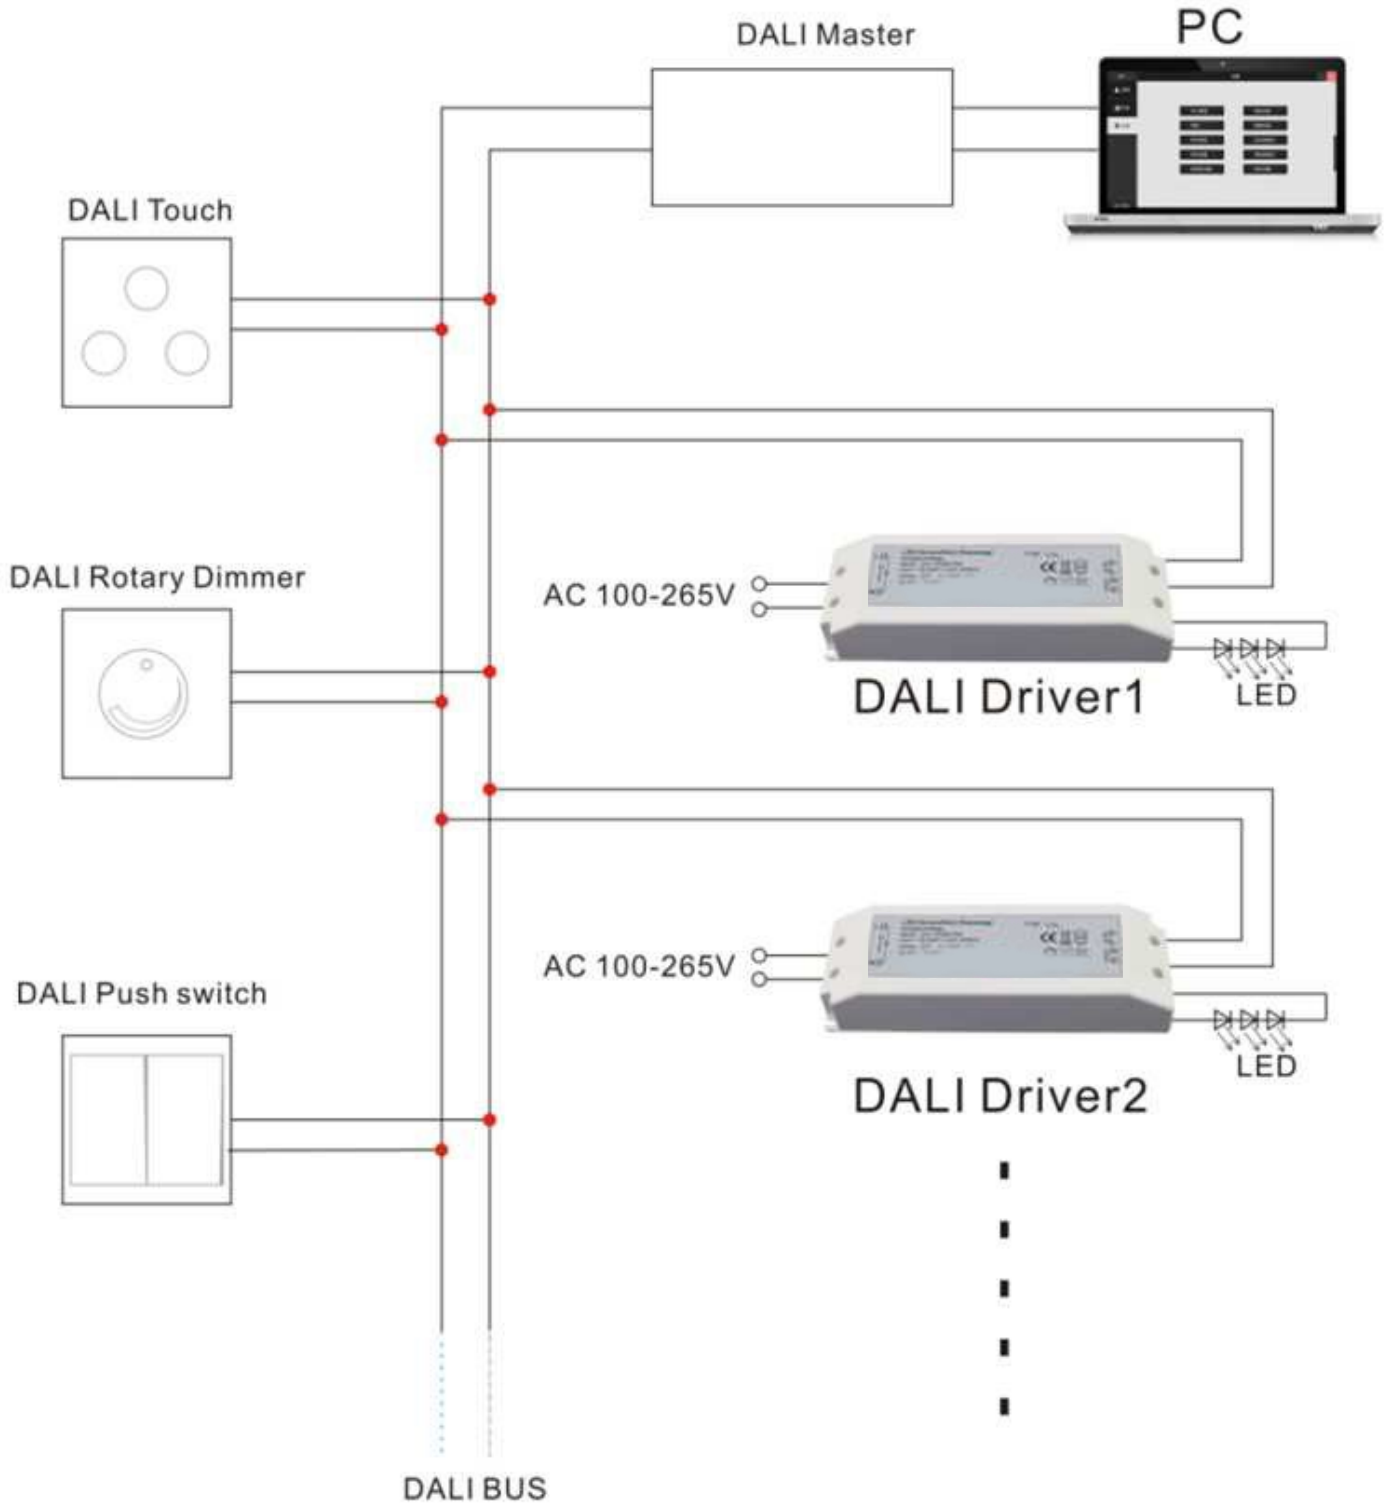 PC
DALI Master
DALI Touch
DALI Rotary Dimmer
AC 100-265V
DALI Driver1
LED
DALI Push switch
AC 100-265V
LED
DALI Driver2
DALI BUS